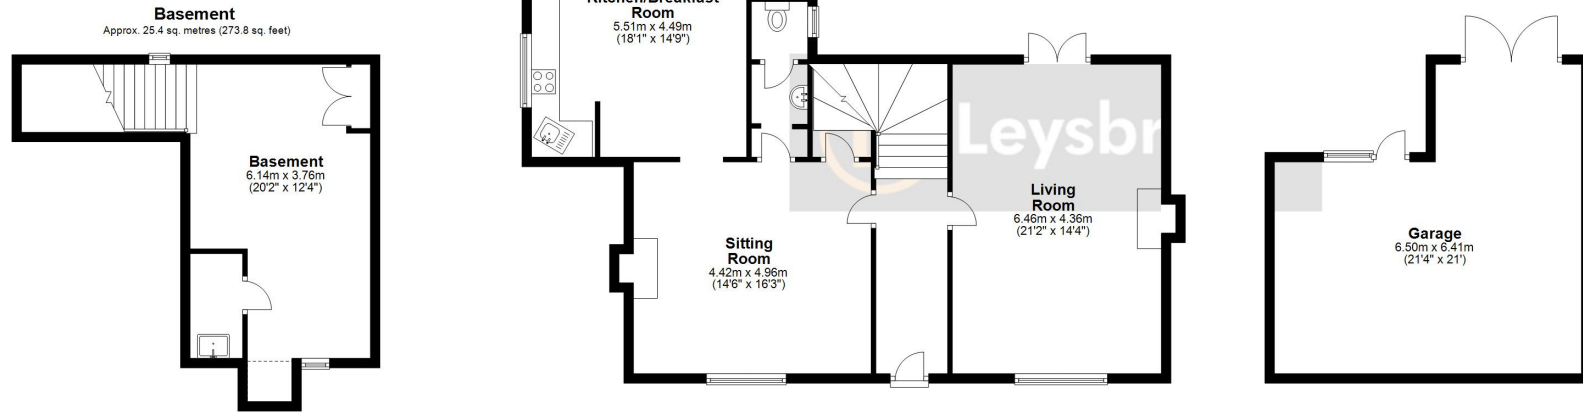 Basement
Approx. 25.4 sq. metres (273.8 sq. feet)
Basement
6.14m x 3.76m
(20'2" x 12'4")
Kitchen/Breakfast
Room
5.51m x 4.49m
(18'1" x 14'9")
Sitting
Room
4.42m x 4.96m
(14'6" x 16'3")
Leysbr
Living
Room
6.46m x 4.36m
(21'2" x 14'4")
Garage
6.50m x 6.41m
(21'4" x 21')